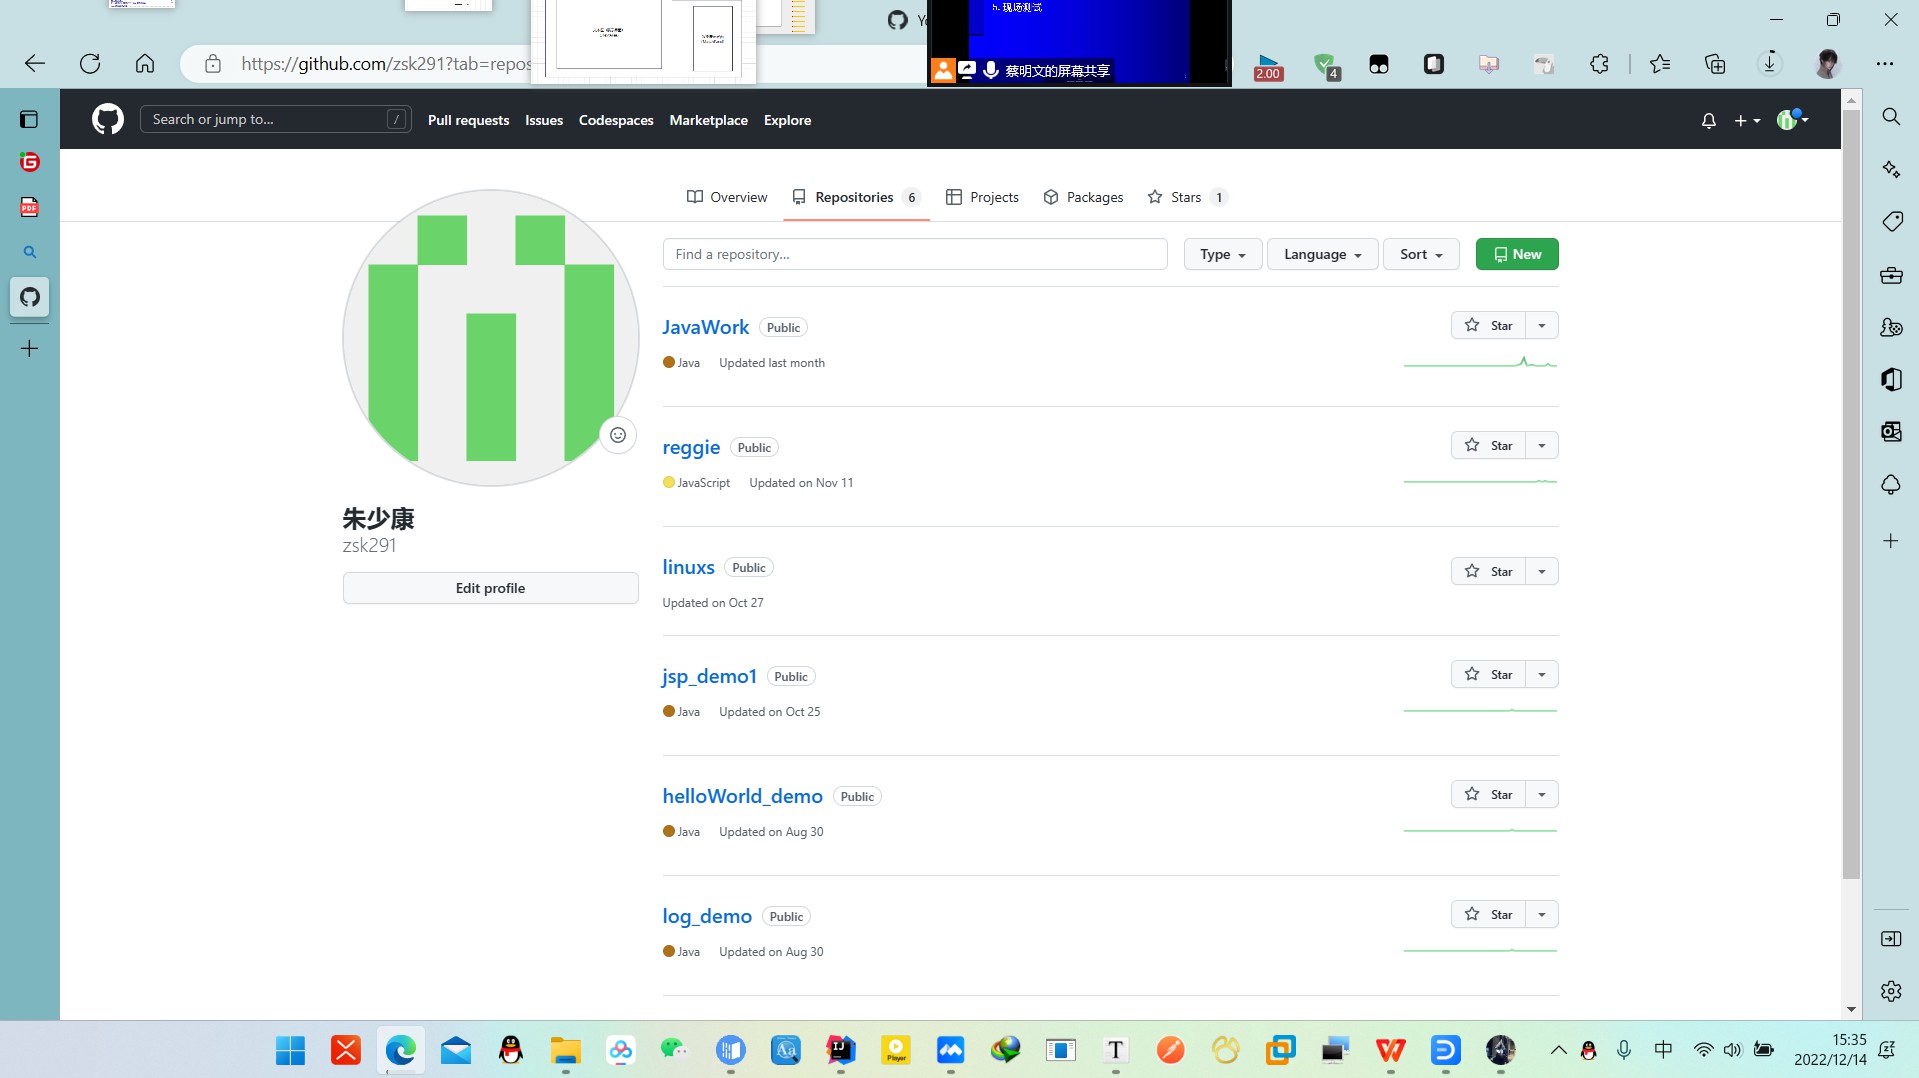 h. 现场测试
蔡明文的屏幕共享
https://github.com/zsk291?tab=repos
2.00
4
Search or jump to...
/
Pull requests
Issues
Codespaces
Marketplace
Explore
Overview
Repositories 6
Projects
Packages
Stars 1
Find a repository...
Type
Language
Sort
New
JavaWork
Public
Star
Java
Updated last month
reggie
Public
Star
JavaScript
Updated on Nov 11
朱少康
zsk291
Edit profile
linuxs
Public
Star
Updated on Oct 27
jsp_demo1
Public
Star
Java
Updated on Oct 25
helloWorld_demo
Public
Star
Java
Updated on Aug 30
log_demo
Public
Star
Java
Updated on Aug 30
PDF
IJ
Player
T
中
15:35
2022/12/14